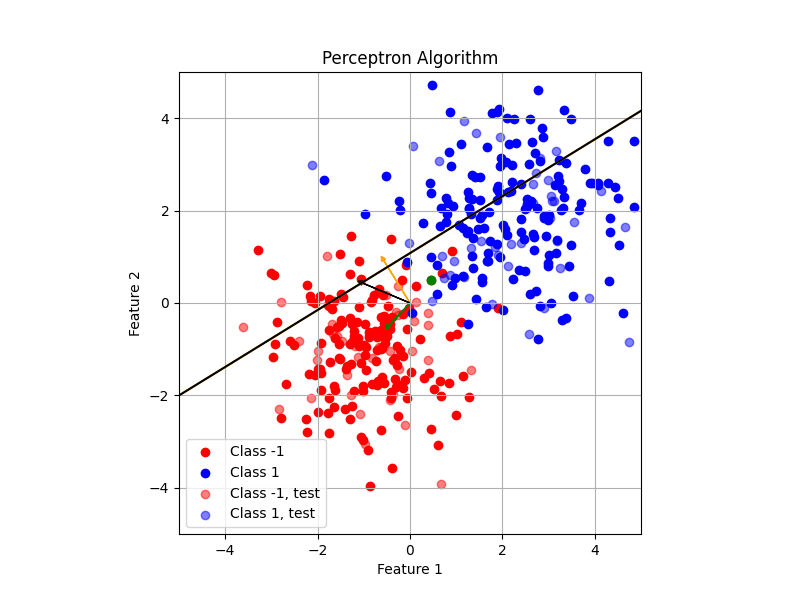 Perceptron Algorithm
Feature 2
4
2
0
−2
−4
Class -1
Class 1
Class -1, test
Class 1, test
−4
−2
0
2
4
Feature 1